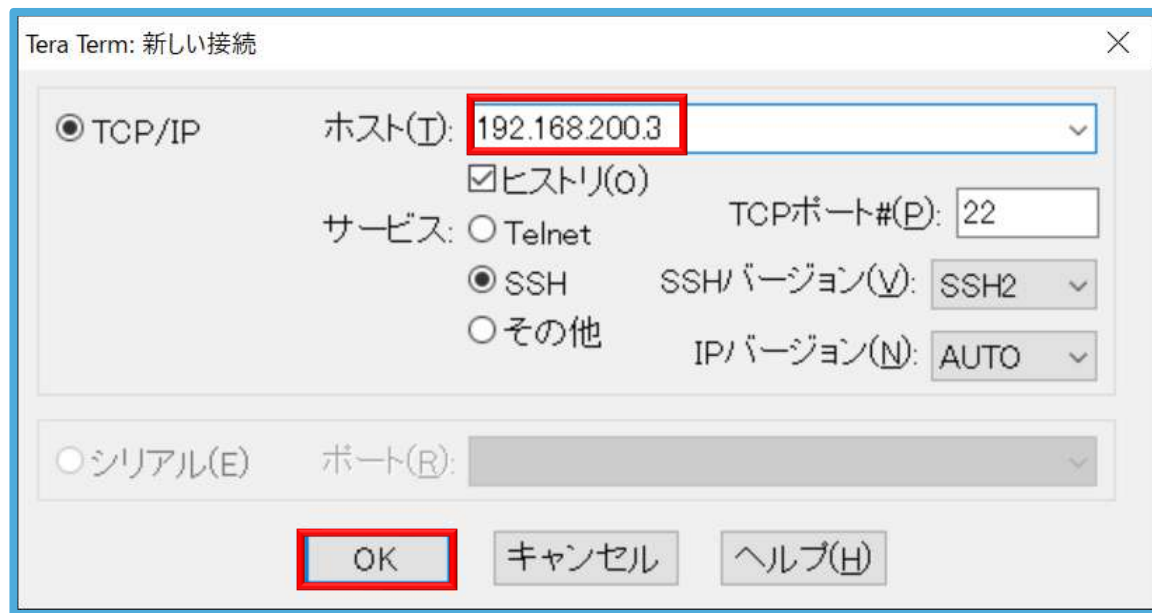 Tera Term: 新しい接続
TCP/IP
ホスト(T): 192.168.200.3
ヒストリ(O)
サービス: Telnet
TCPポート#(P): 22
SSH
SSHバージョン(V): SSH2
その他
IPバージョン(N): AUTO
シリアル(E)
ポート(R):
OK
キャンセル
ヘルプ(H)